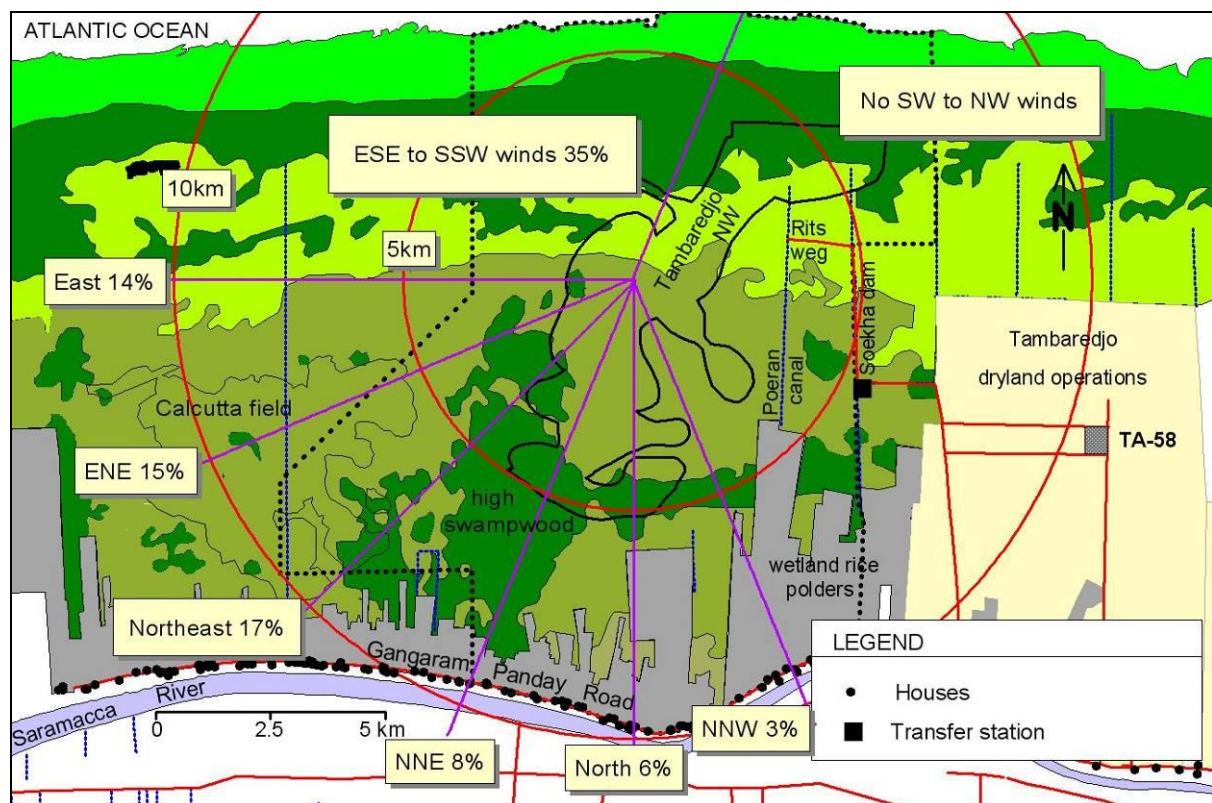 ATLANTIC OCEAN
No SW to NW winds
ESE to SSW winds 35%
10km
5km
Tambaredjo
NW
Rits
weg
N
East 14%
Soekha dam
Poeran
canal
Tambaredjo
dryland operations
Calcutta field
TA-58
ENE 15%
high
swampwood
wetland rice
polders
Northeast 17%
LEGEND
Houses
Transfer station
Gangaram Panday Road
Saramacca River
0 2.5 5 km
NNW 3%
NNE 8%
North 6%